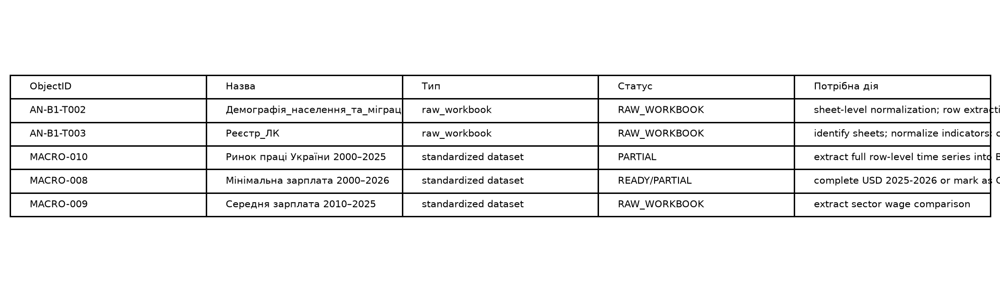 ObjectID Назва Тип Статус Потрібна дія
AN-B1-T002 Демографія_населення_та_міграц raw_workbook RAW_WORKBOOK sheet-level normalization; row extracti
AN-B1-T003 Реєстр_ЛК raw_workbook RAW_WORKBOOK identify sheets; normalize indicators; c
MACRO-010 Ринок праці України 2000–2025 standardized dataset PARTIAL extract full row-level time series into B
MACRO-008 Мінімальна зарплата 2000–2026 standardized dataset READY/PARTIAL complete USD 2025-2026 or mark as
MACRO-009 Середня зарплата 2010–2025 standardized dataset RAW_WORKBOOK extract sector wage comparison